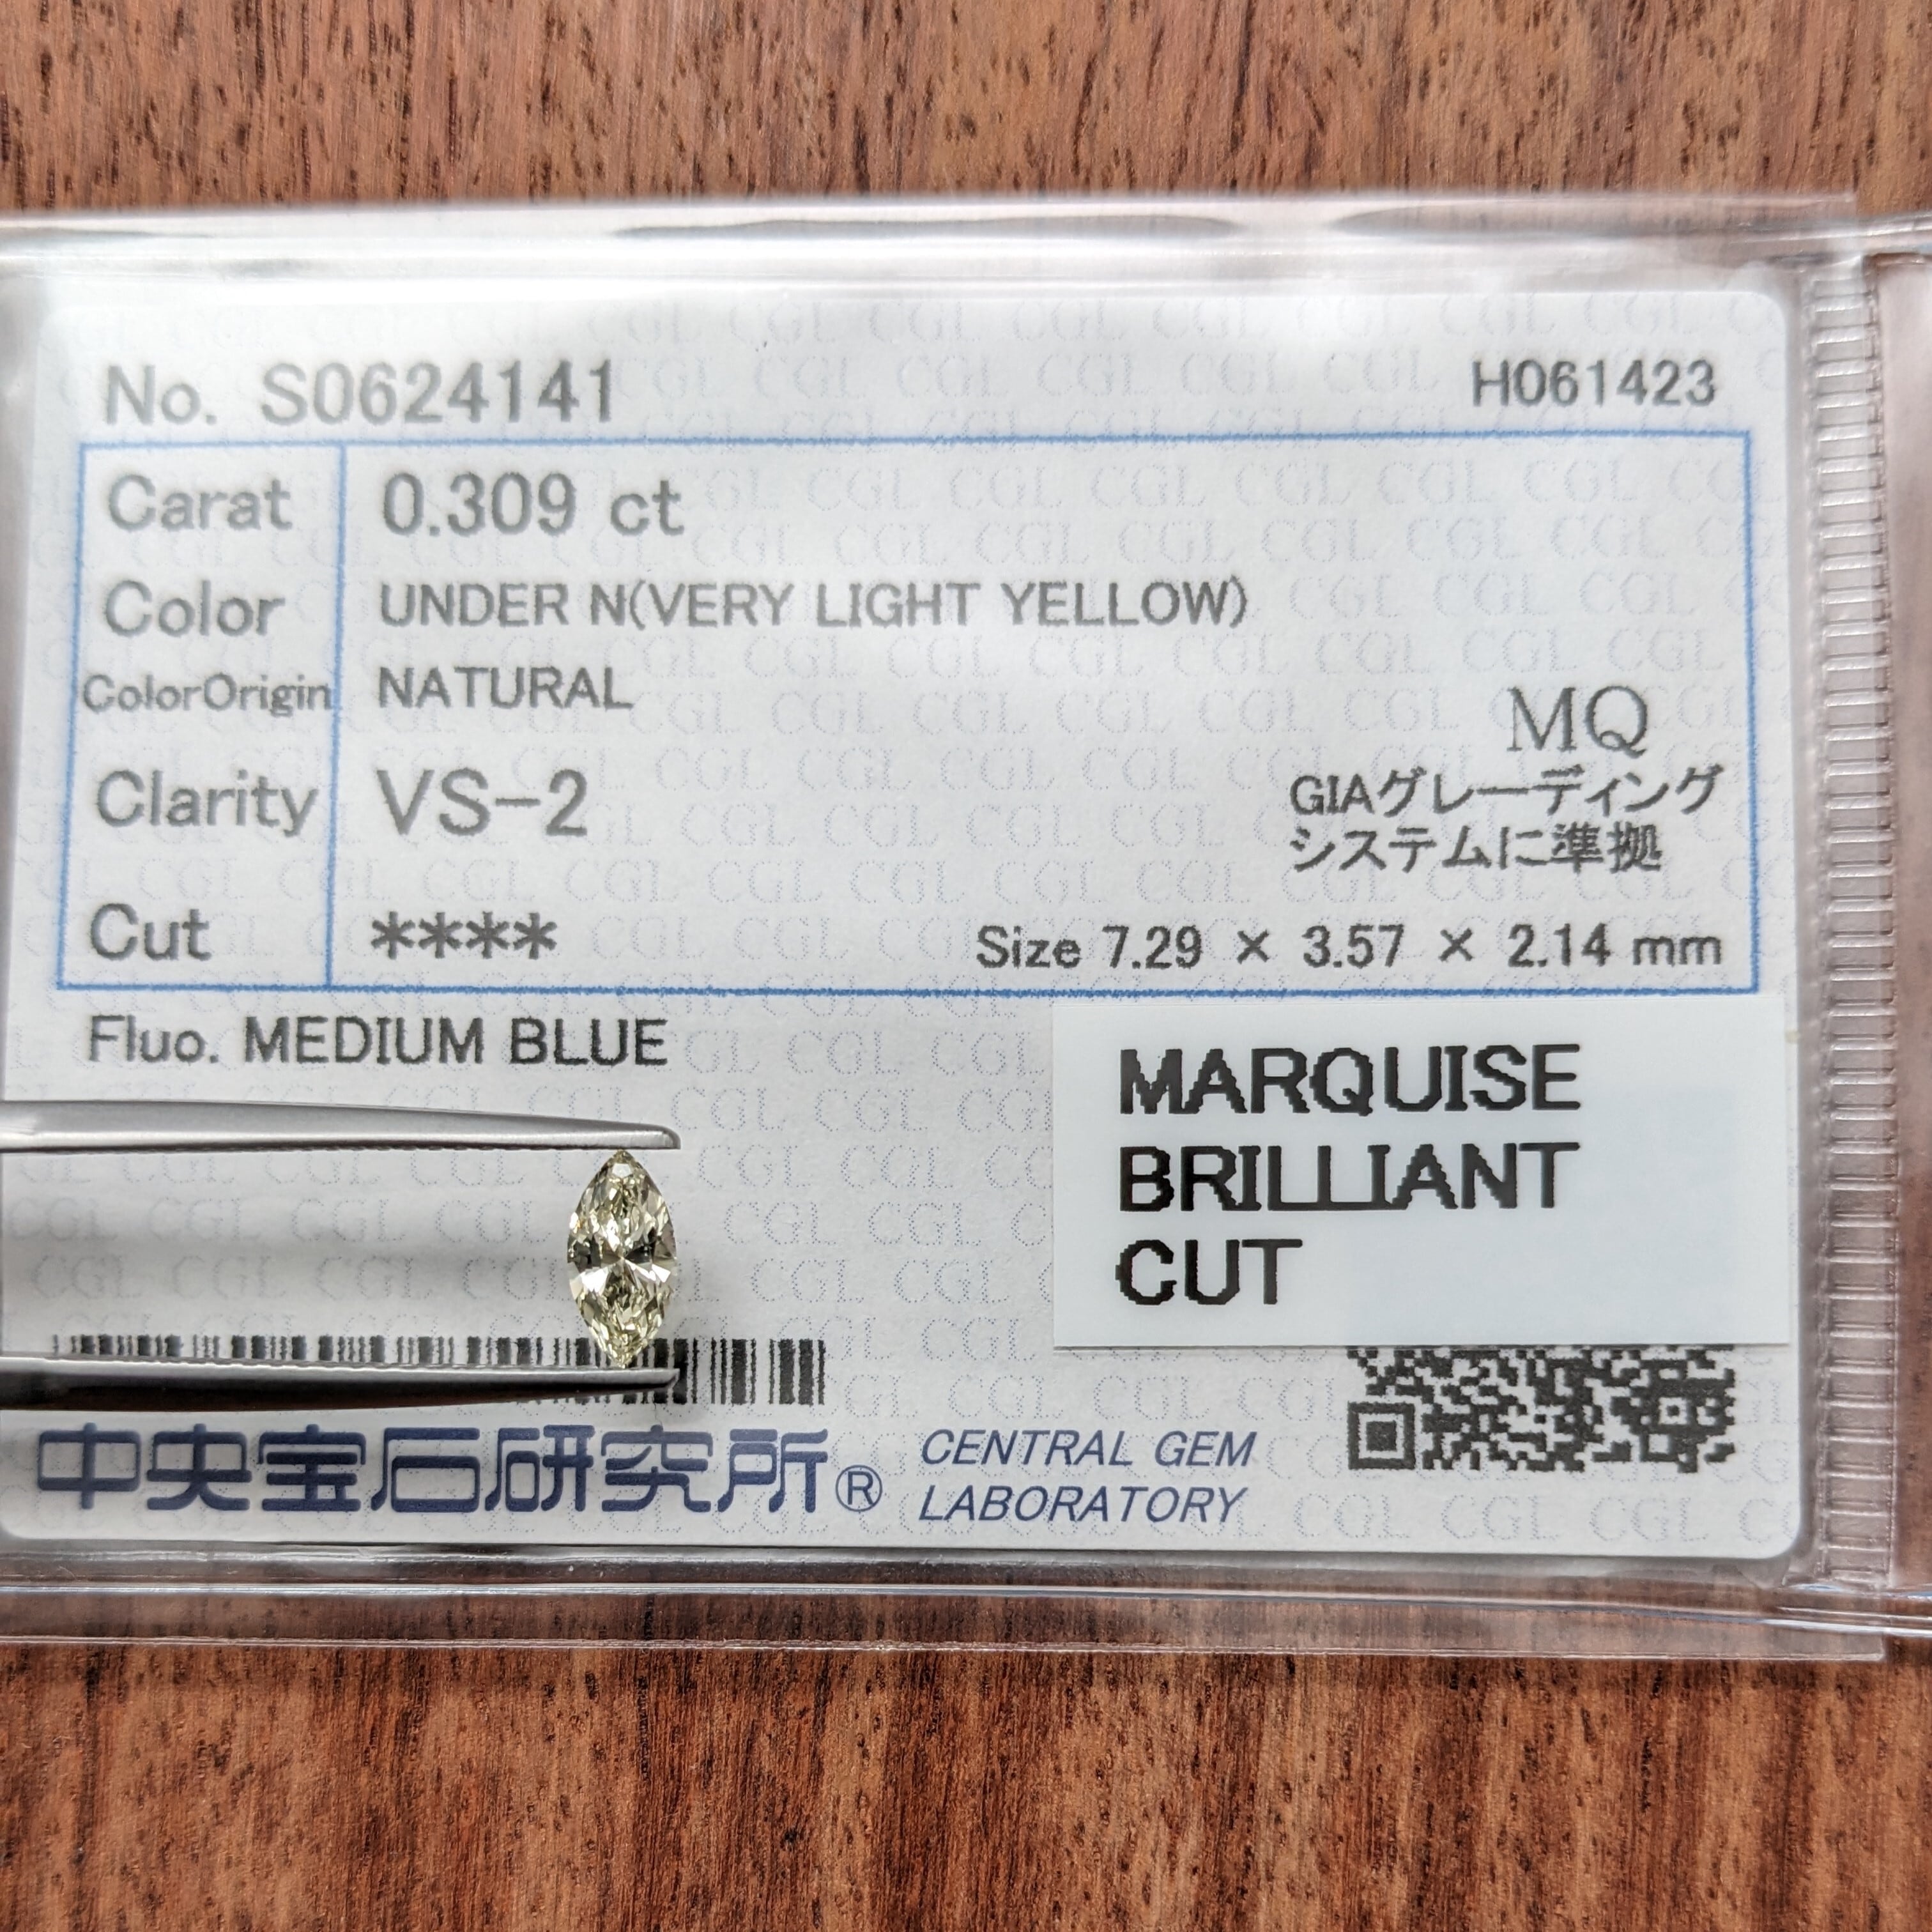 No. S0624141
H061423
Carat 0.309 ct
Color UNDER N(VERY LIGHT YELLOW)
ColorOrigin NATURAL
MQ
Clarity VS-2
GIAグレーディング
システムに準拠
Cut ****
Size 7.29 × 3.57 × 2.14 mm
Fluo. MEDIUM BLUE
MARQUISE
BRILLIANT
CUT
中央宝石研究所®
CENTRAL GEM
LABORATORY